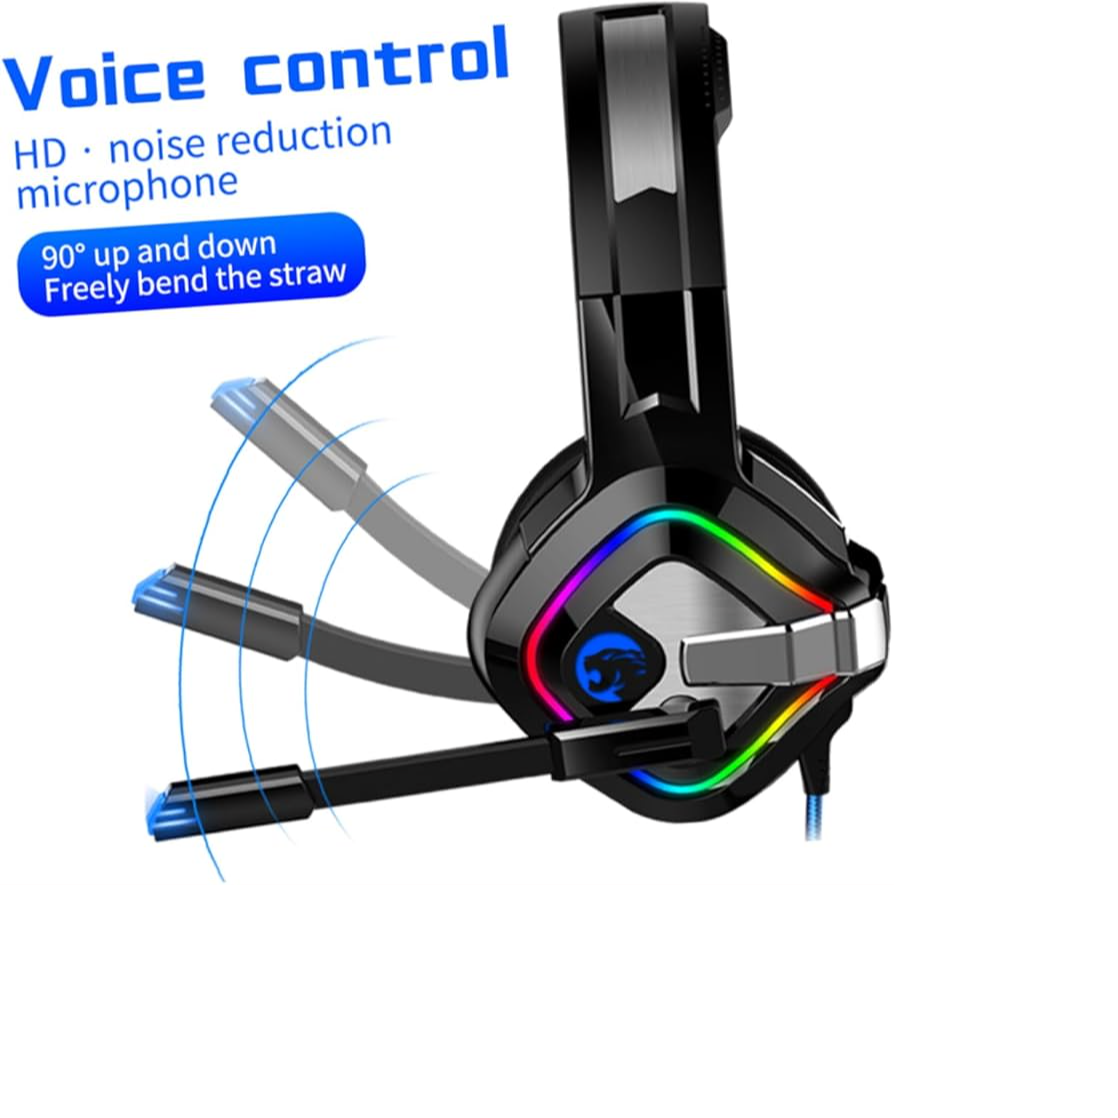 Voice control
HD · noise reduction
microphone
90° up and down
Freely bend the straw